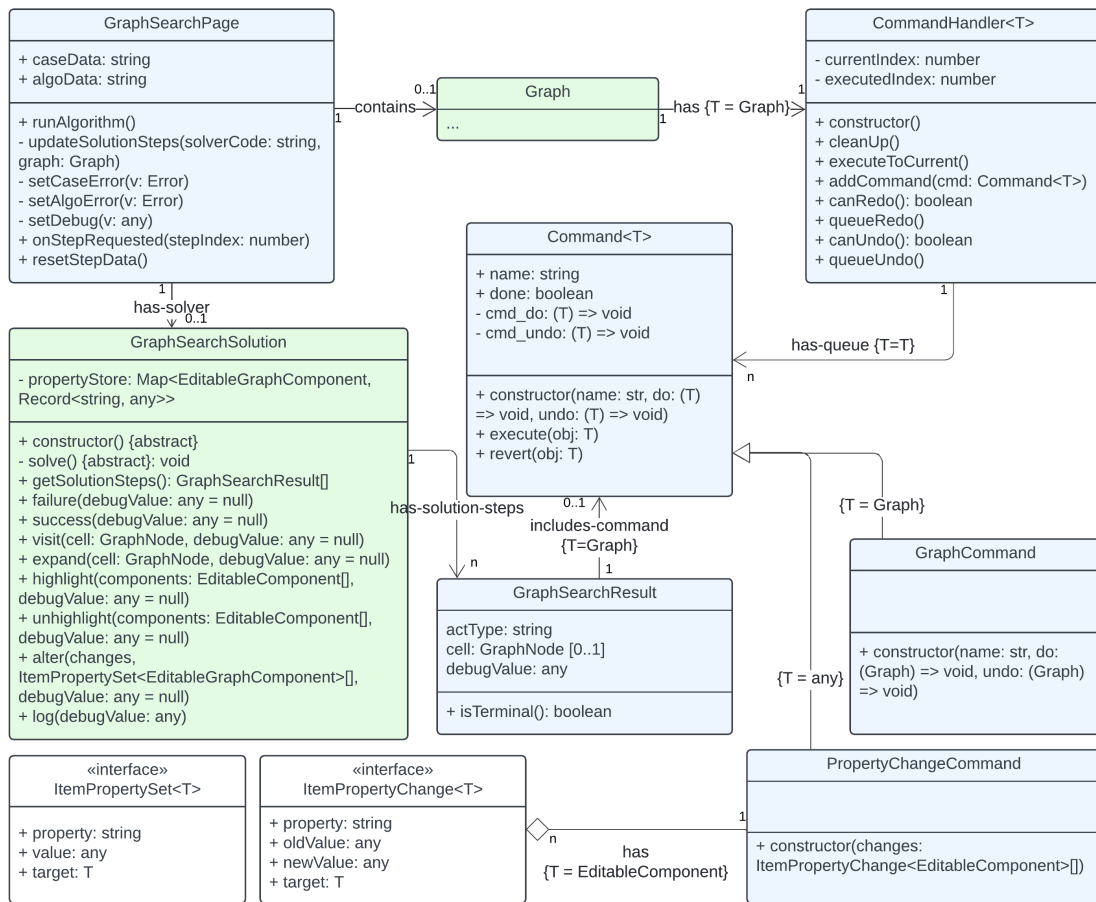 GraphSearchPage
+ caseData: string
+ algoData: string
+ runAlgorithm()
- updateSolutionSteps(solverCode: string,
graph: Graph)
- setCaseError(v: Error)
- setAlgoError(v: Error)
- setDebug(v: any)
+ onStepRequested(stepIndex: number)
+ resetStepData()
1
contains
0..1
Graph
...
1
has {T = Graph}
1
CommandHandler<T>
- currentIndex: number
- executedIndex: number
+ constructor()
+ cleanUp()
+ executeToCurrent()
+ addCommand(cmd: Command<T>)
+ canRedo(): boolean
+ queueRedo()
+ canUndo(): boolean
+ queueUndo()
1
has-queue {T=T}
n
Command<T>
+ name: string
+ done: boolean
- cmd_do: (T) => void
- cmd_undo: (T) => void
+ constructor(name: str, do: (T)
=> void, undo: (T) => void)
+ execute(obj: T)
+ revert(obj: T)
1
has-solver
0..1
GraphSearchSolution
- propertyStore: Map<EditableGraphComponent,
Record<string, any>>
+ constructor() {abstract}
- solve() {abstract}: void
+ getSolutionSteps(): GraphSearchResult[]
+ failure(debugValue: any = null)
+ success(debugValue: any = null)
+ visit(cell: GraphNode, debugValue: any = null)
+ expand(cell: GraphNode, debugValue: any = null)
+ highlight(components: EditableComponent[],
debugValue: any = null)
+ unhighlight(components: EditableComponent[],
debugValue: any = null)
+ alter(changes,
ItemPropertySet<EditableGraphComponent>[],
debugValue: any = null)
+ log(debugValue: any)
1
has-solution-steps
n
0..1
includes-command
{T=Graph}
1
GraphSearchResult
actType: string
cell: GraphNode [0..1]
debugValue: any
+ isTerminal(): boolean
{T = Graph}
GraphCommand
+ constructor(name: str, do:
(Graph) => void, undo: (Graph)
=> void)
{T = any}
PropertyChangeCommand
+ constructor(changes:
ItemPropertyChange<EditableComponent>[])
1
n
has
{T = EditableComponent}
«interface»
ItemPropertySet<T>
+ property: string
+ value: any
+ target: T
«interface»
ItemPropertyChange<T>
+ property: string
+ oldValue: any
+ newValue: any
+ target: T